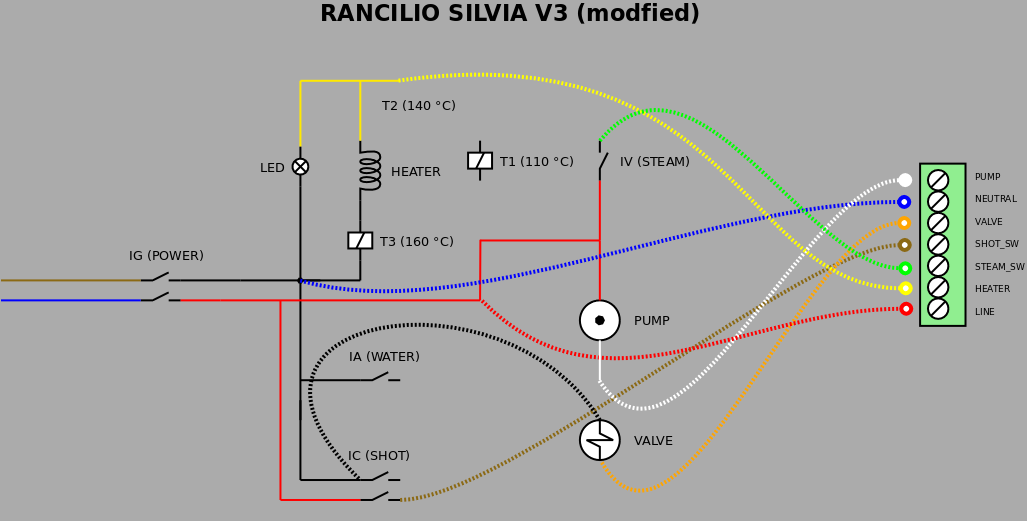 RANCILIO SILVIA V3 (modfied)
T2 (140 °C)
LED
HEATER
T1 (110 °C)
IV (STEAM)
T3 (160 °C)
IG (POWER)
PUMP
IA (WATER)
VALVE
IC (SHOT)
PUMP
NEUTRAL
VALVE
SHOT_SW
STEAM_SW
HEATER
LINE